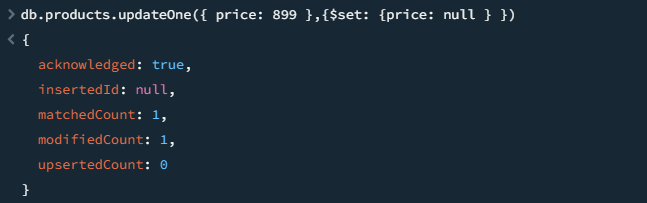 > db.products.updateOne({ price: 899 },{$set: {price: null } })
< {
acknowledged: true,
insertedId: null,
matchedCount: 1,
modifiedCount: 1,
upsertedCount: 0
}